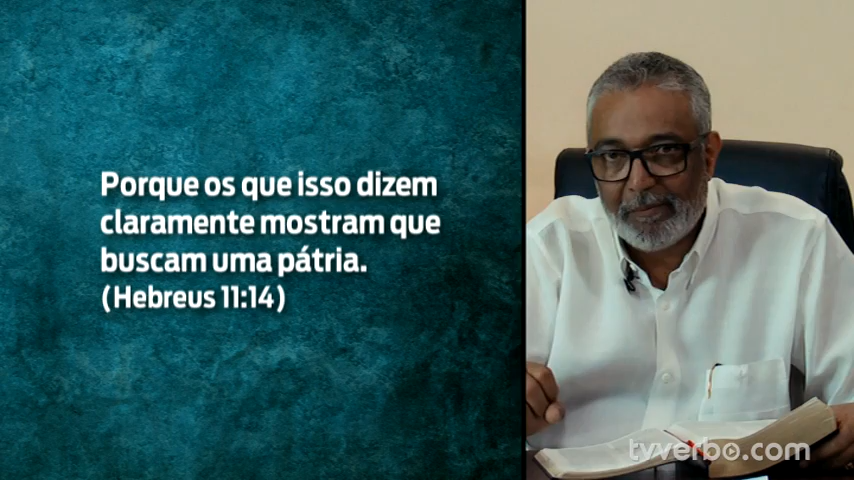 Porque os que isso dizem
claramente mostram que
buscam uma pátria.
(Hebreus 11:14)
tvverbo.com